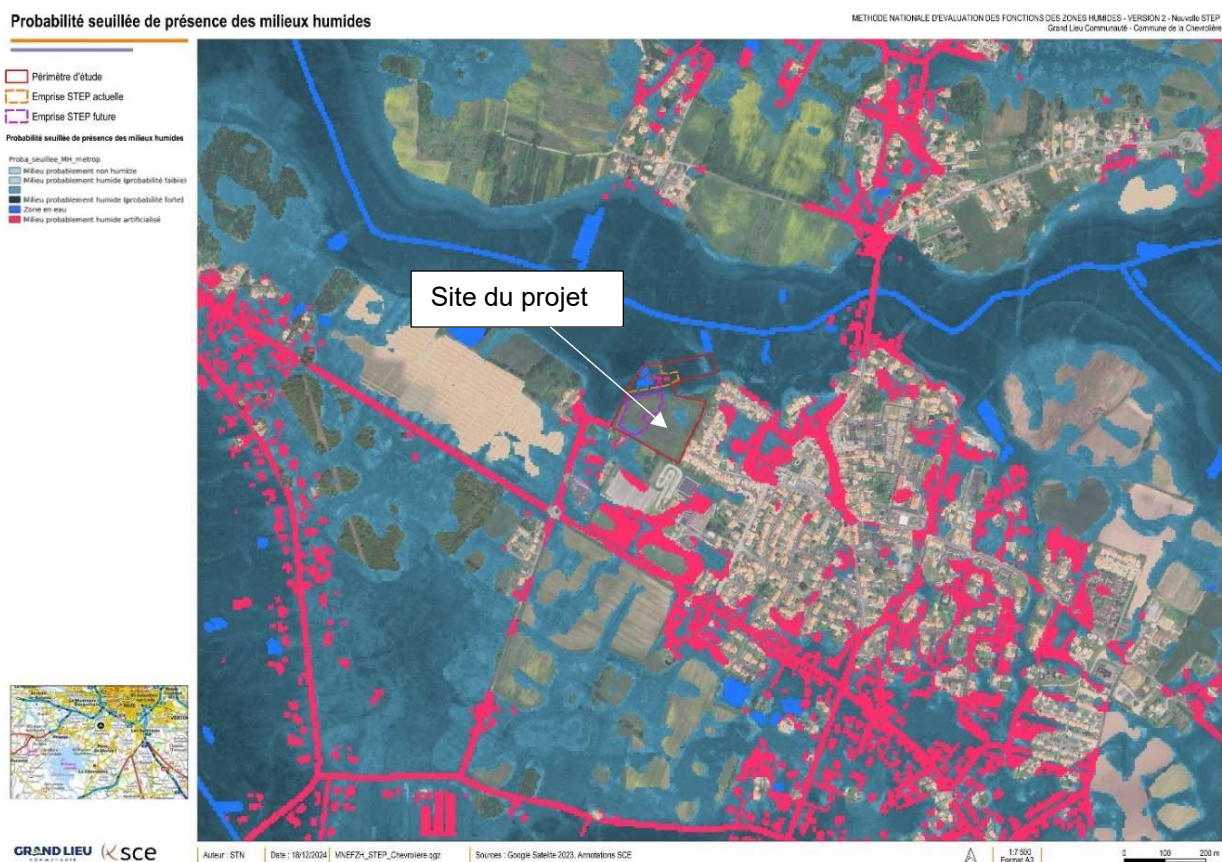 Probabilité seuillée de présence des milieux humides
METHODE NATIONALE D'EVALUATION DES FONCTIONS DES ZONES HUMIDES - VERSION 2 - Nouvelle STEP
Grand Lieu Communauté - Commune de la Chevrolière
Périmètre d'étude
Emprise STEP actuelle
Emprise STEP future
Probabilité seuillée de présence des milieux humides
Proba_seuillee_MH_metrop
Milieu probablement non humide
Milieu probablement humide (probabilité faible)
Milieu probablement humide (probabilité forte)
Zone en eau
Milieu probablement humide artificialisé
Site du projet
GRAND LIEU
COMMUNAUTÉ
sce
Auteur : STN
Date : 18/12/2024
MNEFZH_STEP_Chevroliere.qgz
Sources : Google Satelite 2023, Annotations SCE
1:7 500
Format A3
0 100 200 m